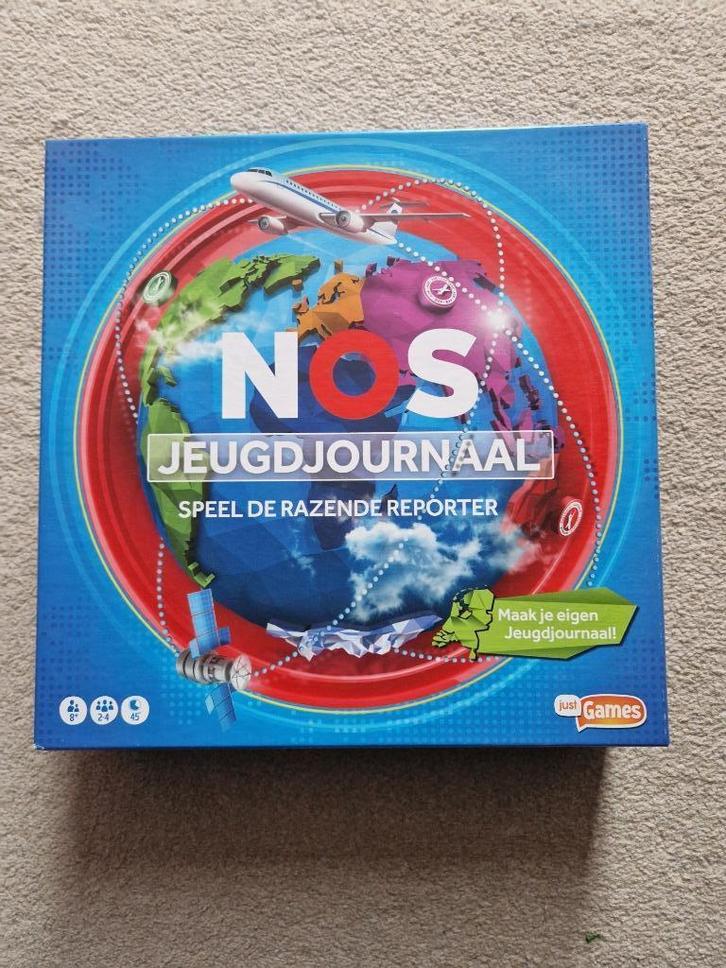 NOS
JEUGDJOURNAAL
SPEEL DE RAZENDE REPORTER
Maak je eigen
Jeugdjournaal!
8+
2-4
45'
just
Games